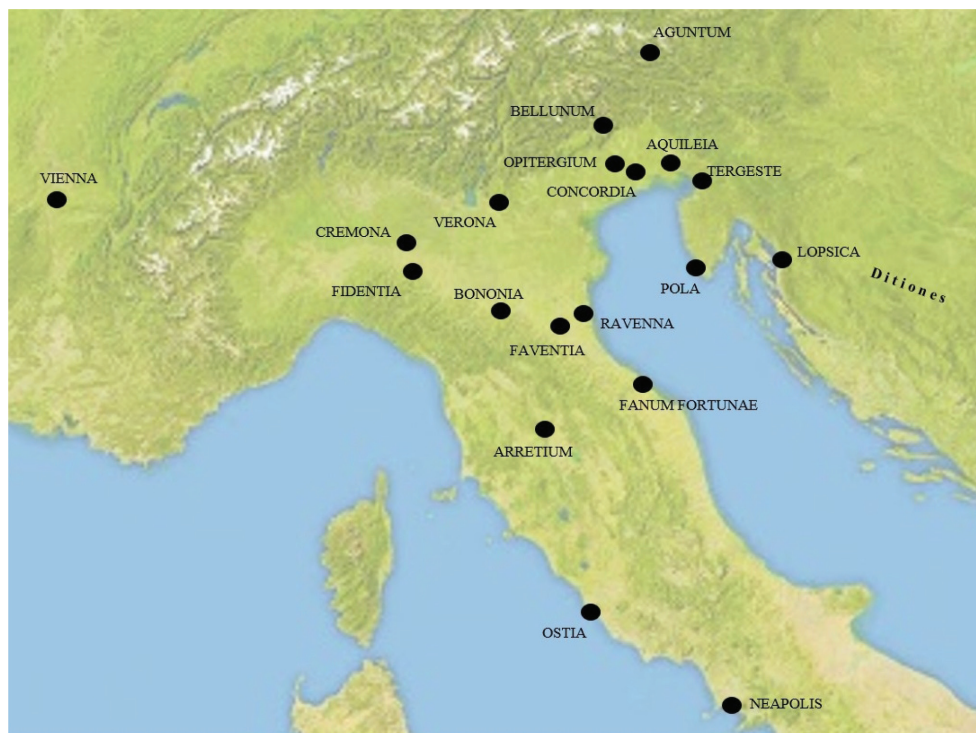 AGUNTUM
BELLUNUM
AQUILEIA
OPITERGIUM
TERGESTE
VIENNA
CONCORDIA
VERONA
CREMONA
LOPSICA
Ditiones
FIDENTIA
POLA
BONONIA
RAVENNA
FAVENTIA
FANUM FORTUNAE
ARRETIUM
OSTIA
NEAPOLIS